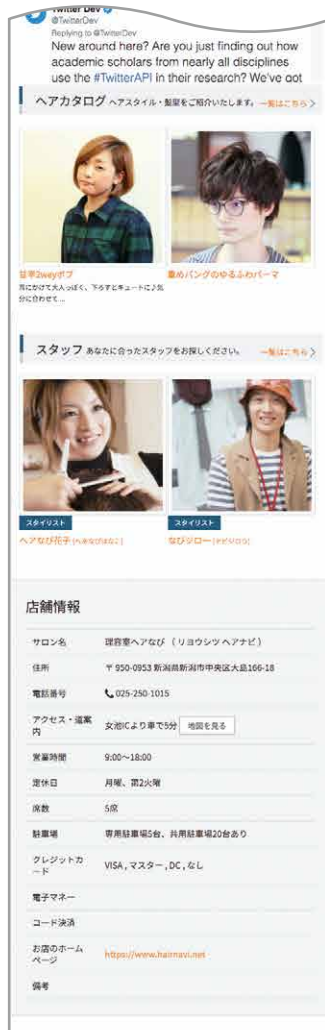 Twitter Dev
@TwitterDev
Replying to @TwitterDev
New around here? Are you just finding out how
academic scholars from nearly all disciplines
use the #TwitterAPI in their research? We've got
ヘアカタログ ヘアスタイル・髪型をご紹介いたします。 一覧はこちら >
甘辛2wayボブ
耳にかけて大人っぽく、下ろすとキュートに♪気
分に合わせて...
重めバングのゆるふわパーマ
スタッフ あなたに合ったスタッフをお探しください。 一覧はこちら >
スタイリスト
ヘアなび花子
スタイリスト
なびジロー
店舗情報
サロン名 理容室ヘアなび （リヨウシツ ヘアナビ）
住所 〒950-0953 新潟県新潟市中央区大島166-18
電話番号 025-250-1015
アクセス・道案
内
女池ICより車で5分 地図を見る
営業時間 9:00～18:00
定休日 月曜、第2火曜
席数 5席
駐車場 専用駐車場5台、共用駐車場20台あり
クレジットカ
ード
VISA , マスター , DC , なし
電子マネー
コード決済
お店のホーム
ページ
https://www.hairnavi.net
備考